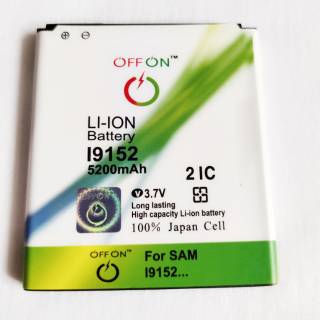 OFF ON™
LI-ION
Battery
I9152
5200mAh
2 IC
V 3.7V
Long lasting
High capacity Li-ion battery
100% Japan Cell
OFF ON™
For SAM
I9152...